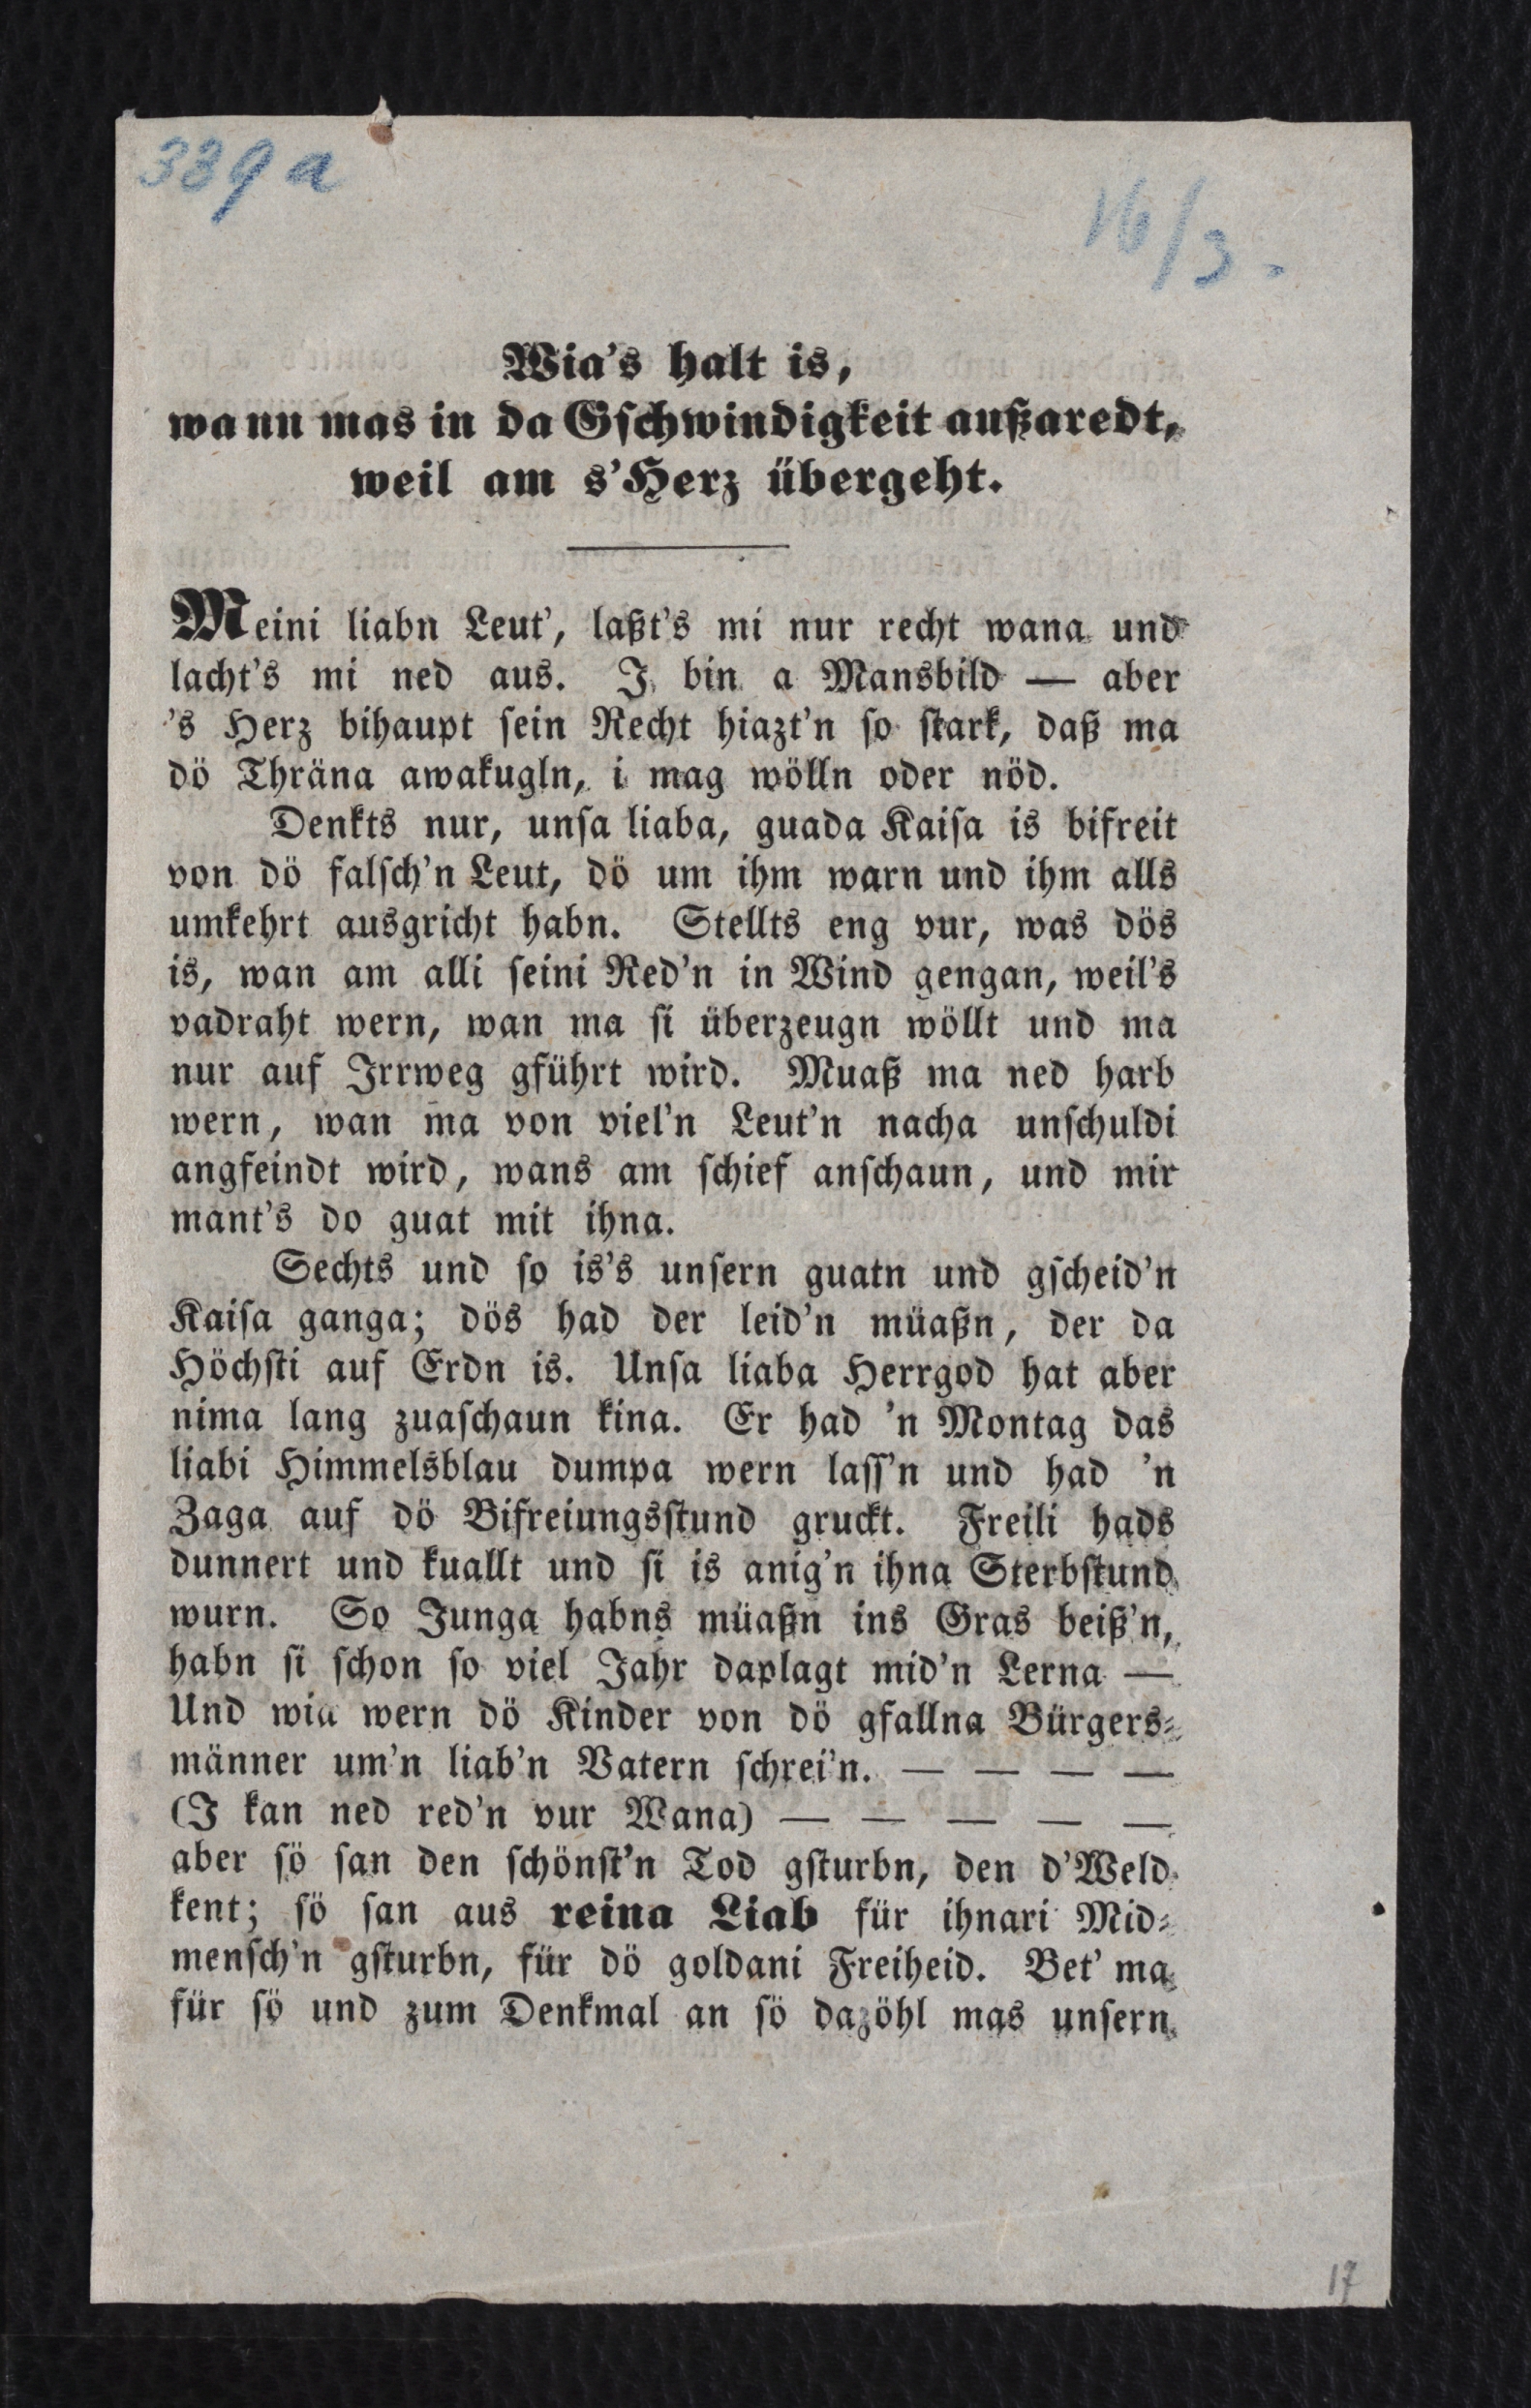 339 a
16/3.
Wia's halt is,
wann mas in da Gschwindigkeit außaredt,
weil am s'Herz übergeht.
Meini liabn Leut', laßt's mi nur recht wana und
lacht's mi ned aus. I bin a Mansbild — aber
's Herz bihaupt sein Recht hiazt'n so stark, daß ma
dö Thräna awakugln, i mag wölln oder nöd.
Denkts nur, unsa liaba, guada Kaisa is bifreit
von dö falsch'n Leut, dö um ihm warn und ihm alls
umkehrt ausgricht habn. Stellts eng vur, was dös
is, wan am alli seini Red'n in Wind gengan, weil's
vadraht wern, wan ma si überzeugn wöllt und ma
nur auf Irrweg gführt wird. Muaß ma ned harb
wern, wan ma von viel'n Leut'n nacha unschuldi
angfeindt wird, wans am schief anschaun, und mir
mant's do guat mit ihna.
Sechts und so is's unsern guatn und gscheid'n
Kaisa ganga; dös had der leid'n müaßn, der da
Höchsti auf Erdn is. Unsa liaba Herrgod hat aber
nima lang zuaschaun kina. Er had 'n Montag das
liabi Himmelsblau dumpa wern lass'n und had 'n
Zaga auf dö Bifreiungsstund gruckt. Freili hads
dunnert und kuallt und si is anig'n ihna Sterbstund
wurn. So Junga habns müaßn ins Gras beiß'n,
habn si schon so viel Jahr daplagt mid'n Lerna —
Und wia wern dö Kinder von dö gfallna Bürgers-
männer um'n liab'n Vatern schrei'n. — — — —
(I kan ned red'n vur Wana) — — — — —
aber sö san den schönst'n Tod gsturbn, den d'Weld
kent; sö san aus reina Liab für ihnari Mid-
mensch'n gsturbn, für dö goldani Freiheid. Bet' ma
für sö und zum Denkmal an sö dazöhl mas unsern
17